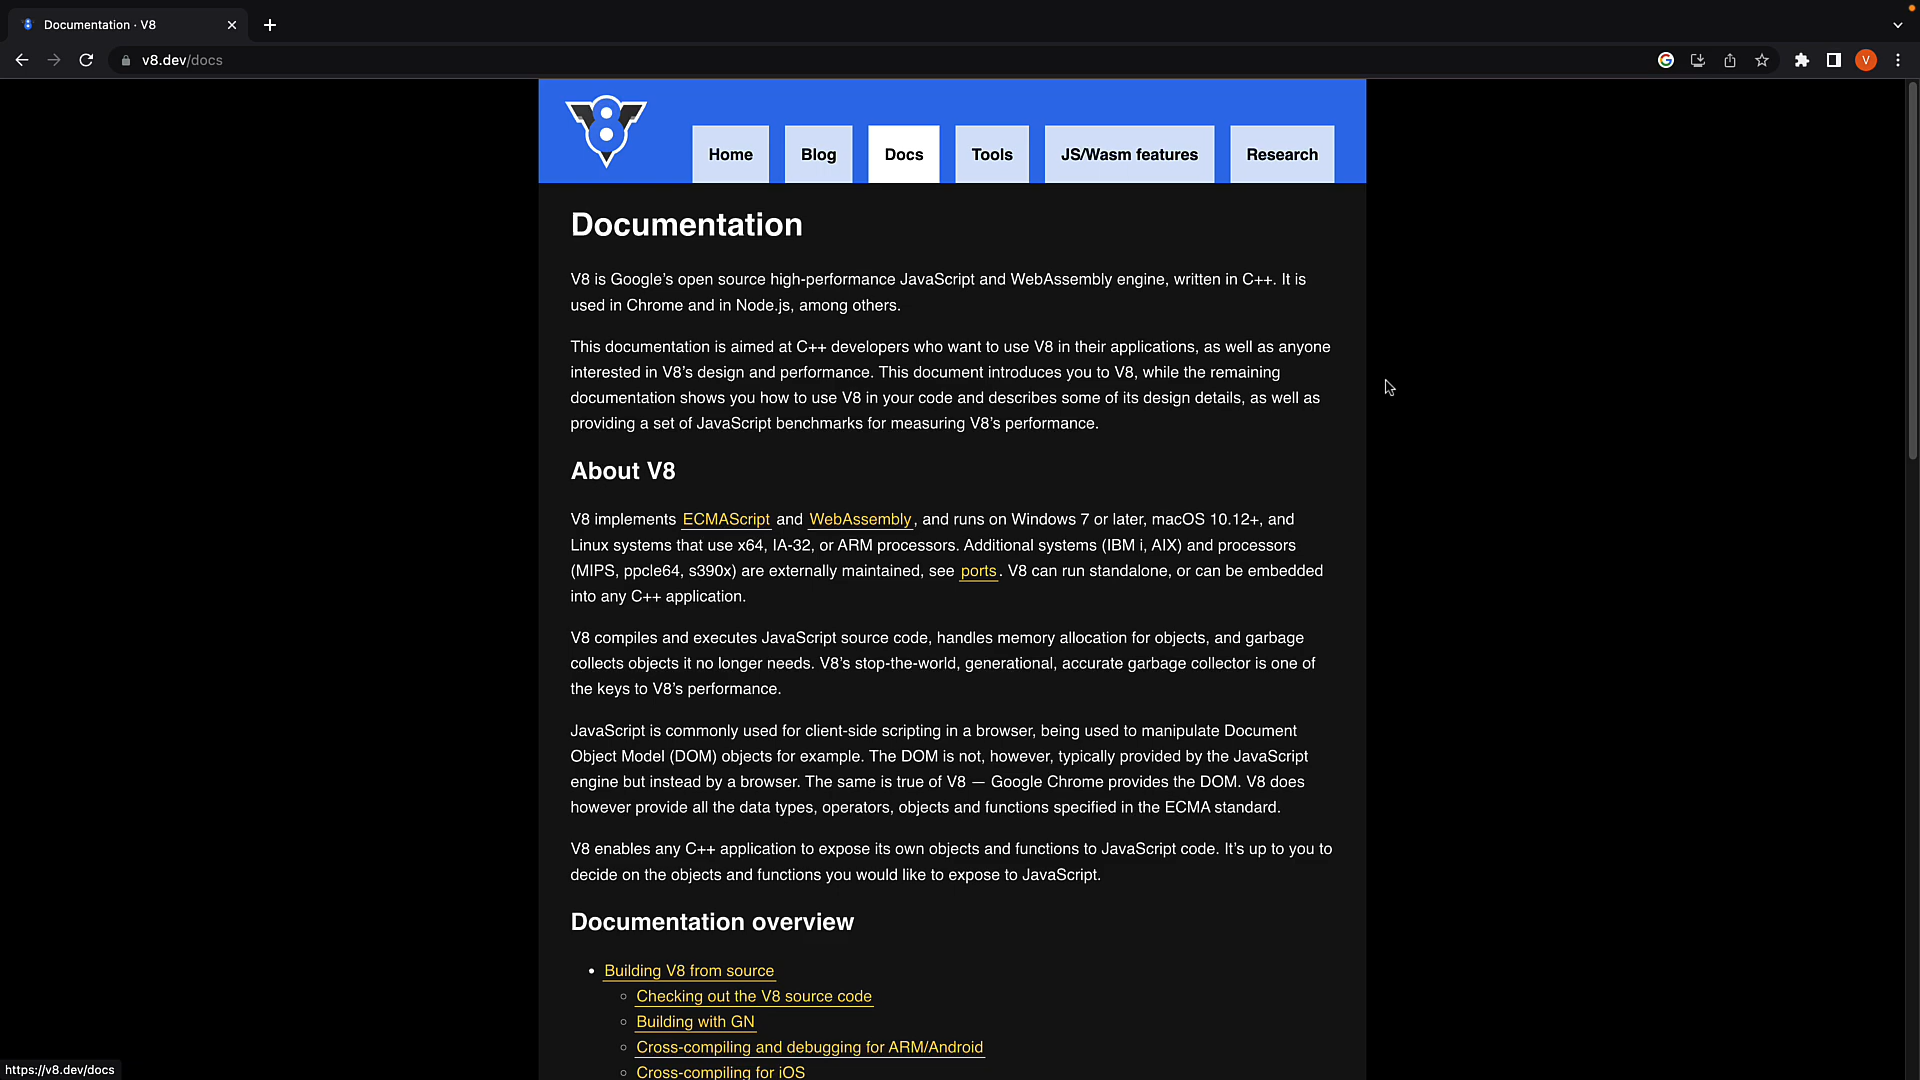 Documentation · V8
v8.dev/docs
V
Home
Blog
Docs
Tools
JS/Wasm features
Research
Documentation
V8 is Google’s open source high-performance JavaScript and WebAssembly engine, written in C++. It is
used in Chrome and in Node.js, among others.
This documentation is aimed at C++ developers who want to use V8 in their applications, as well as anyone
interested in V8’s design and performance. This document introduces you to V8, while the remaining
documentation shows you how to use V8 in your code and describes some of its design details, as well as
providing a set of JavaScript benchmarks for measuring V8’s performance.
About V8
V8 implements ECMAScript and WebAssembly, and runs on Windows 7 or later, macOS 10.12+, and
Linux systems that use x64, IA-32, or ARM processors. Additional systems (IBM i, AIX) and processors
(MIPS, ppcle64, s390x) are externally maintained, see ports. V8 can run standalone, or can be embedded
into any C++ application.
V8 compiles and executes JavaScript source code, handles memory allocation for objects, and garbage
collects objects it no longer needs. V8’s stop-the-world, generational, accurate garbage collector is one of
the keys to V8’s performance.
JavaScript is commonly used for client-side scripting in a browser, being used to manipulate Document
Object Model (DOM) objects for example. The DOM is not, however, typically provided by the JavaScript
engine but instead by a browser. The same is true of V8 — Google Chrome provides the DOM. V8 does
however provide all the data types, operators, objects and functions specified in the ECMA standard.
V8 enables any C++ application to expose its own objects and functions to JavaScript code. It’s up to you to
decide on the objects and functions you would like to expose to JavaScript.
Documentation overview
• Building V8 from source
◦ Checking out the V8 source code
◦ Building with GN
◦ Cross-compiling and debugging for ARM/Android
◦ Cross-compiling for iOS
https://v8.dev/docs